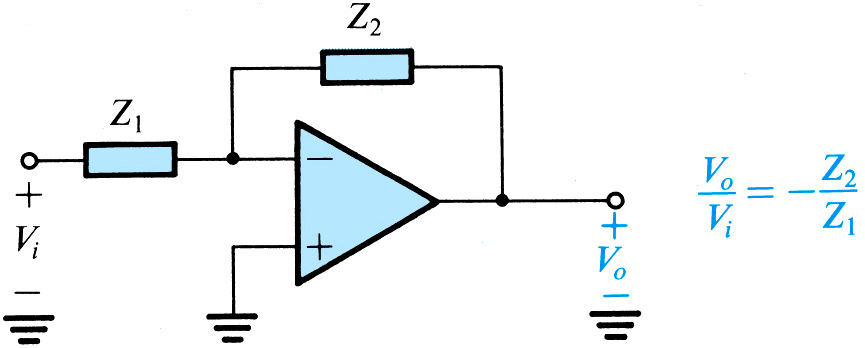 Z₂
Z₁
−
+
+
Vᵢ
−
+
Vₒ
−
Vₒ/Vᵢ = −Z₂/Z₁